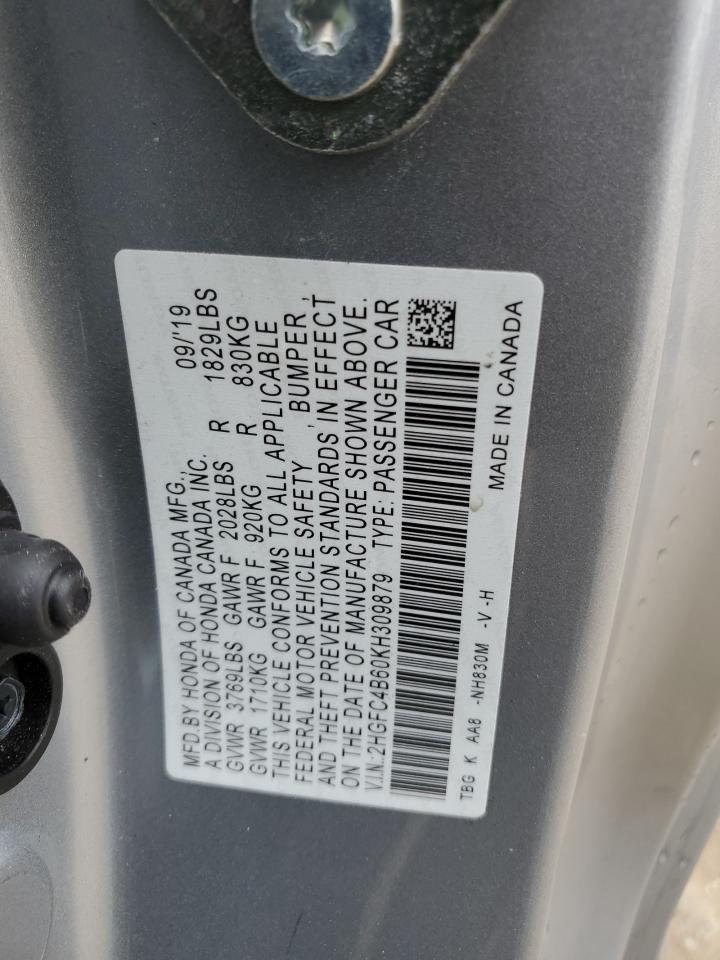 MFD.BY HONDA OF CANADA MFG., 09/'19
A DIVISION OF HONDA CANADA INC.
GVWR 3769LBS GAWR F 2028LBS R 1829LBS
GVWR 1710KG GAWR F 920KG R 830KG
THIS VEHICLE CONFORMS TO ALL APPLICABLE
FEDERAL MOTOR VEHICLE SAFETY , BUMPER ,
AND THEFT PREVENTION STANDARDS IN EFFECT
ON THE DATE OF MANUFACTURE SHOWN ABOVE.
V.I.N.:2HGFC4B60KH309879 TYPE: PASSENGER CAR
TBG K AA8 -NH830M -V -H
MADE IN CANADA